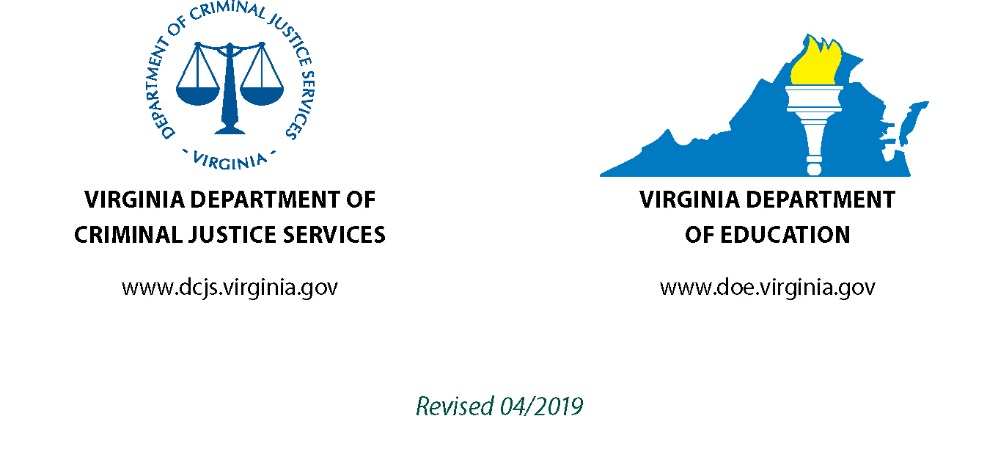 DEPARTMENT OF CRIMINAL JUSTICE SERVICES
- VIRGINIA -
VIRGINIA DEPARTMENT OF
CRIMINAL JUSTICE SERVICES
www.dcjs.virginia.gov
VIRGINIA DEPARTMENT
OF EDUCATION
www.doe.virginia.gov
Revised 04/2019